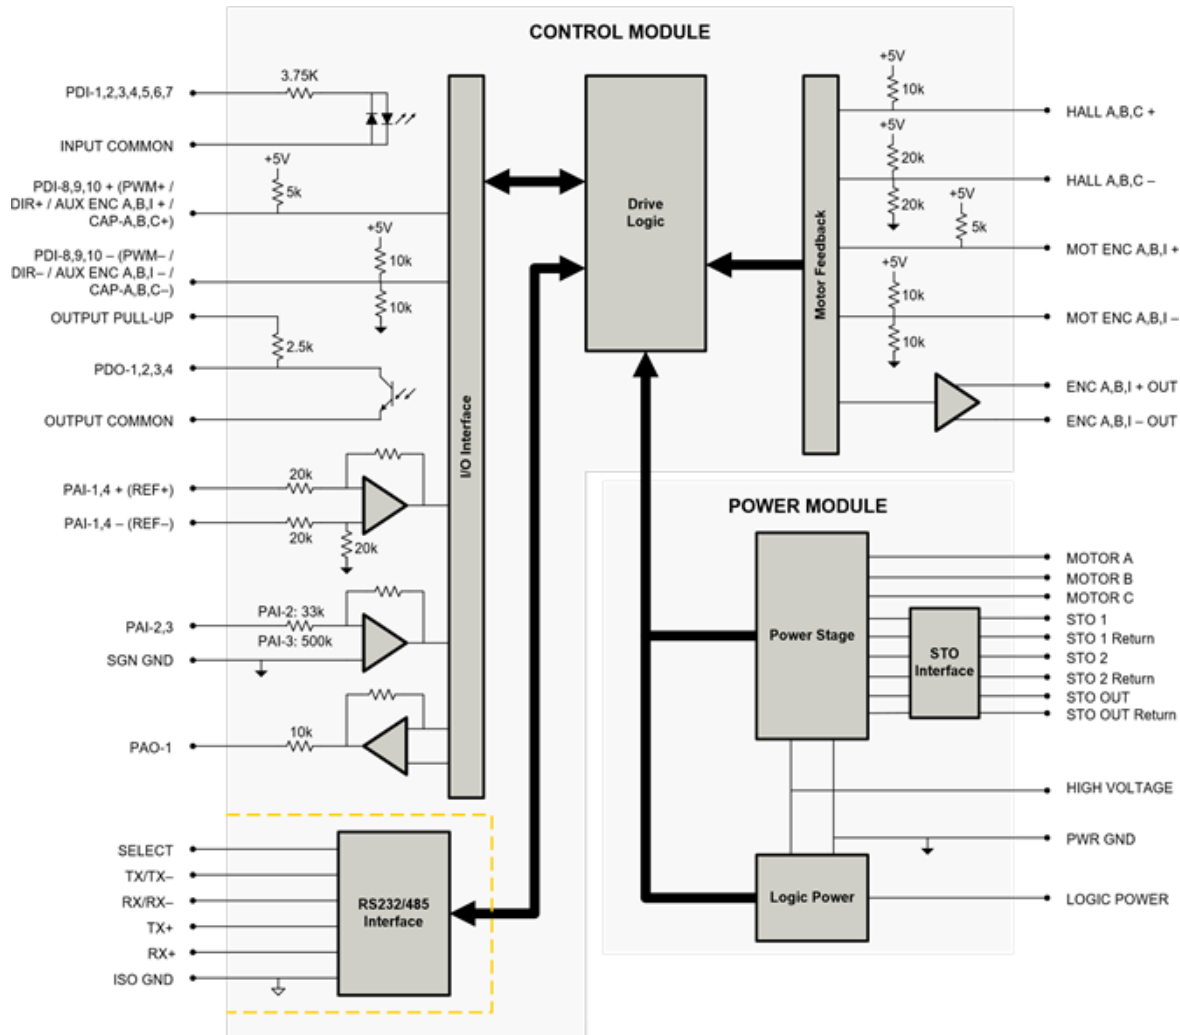 CONTROL MODULE
PDI-1,2,3,4,5,6,7
3.75K
INPUT COMMON
+5V
5k
PDI-8,9,10 + (PWM+ /
DIR+ / AUX ENC A,B,I + /
CAP-A,B,C+)
PDI-8,9,10 – (PWM– /
DIR– / AUX ENC A,B,I – /
CAP-A,B,C–)
+5V
10k
10k
OUTPUT PULL-UP
2.5k
PDO-1,2,3,4
OUTPUT COMMON
PAI-1,4 + (REF+)
20k
PAI-1,4 – (REF–)
20k
20k
PAI-2,3
PAI-2: 33k
PAI-3: 500k
SGN GND
PAO-1
10k
I/O Interface
Drive
Logic
Motor Feedback
+5V
10k
HALL A,B,C +
+5V
20k
20k
HALL A,B,C –
+5V
5k
MOT ENC A,B,I +
+5V
10k
10k
MOT ENC A,B,I –
ENC A,B,I + OUT
ENC A,B,I – OUT
SELECT
TX/TX–
RX/RX–
TX+
RX+
ISO GND
RS232/485
Interface
POWER MODULE
Power Stage
STO
Interface
MOTOR A
MOTOR B
MOTOR C
STO 1
STO 1 Return
STO 2
STO 2 Return
STO OUT
STO OUT Return
HIGH VOLTAGE
PWR GND
Logic Power
LOGIC POWER